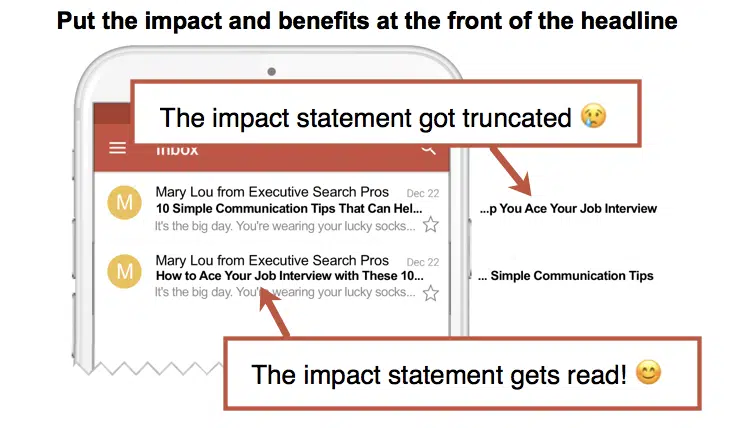 Put the impact and benefits at the front of the headline
The impact statement got truncated 😢
Inbox
M
Mary Lou from Executive Search Pros Dec 22
10 Simple Communication Tips That Can Hel... ...p You Ace Your Job Interview
It's the big day. You're wearing your lucky socks...
M
Mary Lou from Executive Search Pros Dec 22
How to Ace Your Job Interview with These 10... ... Simple Communication Tips
It's the big day. You're wearing your lucky socks...
The impact statement gets read! 😊